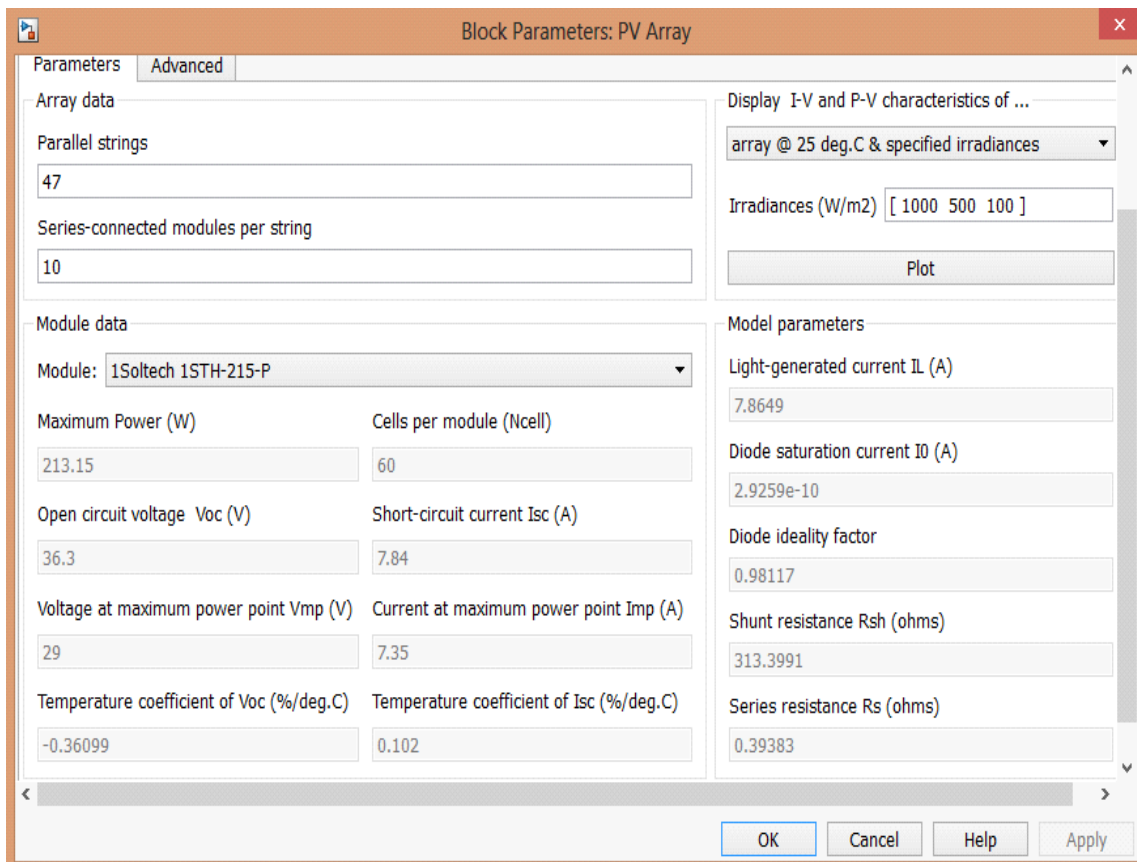 Block Parameters: PV Array
x
Parameters Advanced
Array data
Parallel strings
47
Series-connected modules per string
10
Display I-V and P-V characteristics of ...
array @ 25 deg.C & specified irradiances
Irradiances (W/m2) [ 1000 500 100 ]
Plot
Module data
Module: 1Soltech 1STH-215-P
Maximum Power (W) Cells per module (Ncell)
213.15 60
Open circuit voltage Voc (V) Short-circuit current Isc (A)
36.3 7.84
Voltage at maximum power point Vmp (V) Current at maximum power point Imp (A)
29 7.35
Temperature coefficient of Voc (%/deg.C) Temperature coefficient of Isc (%/deg.C)
-0.36099 0.102
Model parameters
Light-generated current IL (A)
7.8649
Diode saturation current I0 (A)
2.9259e-10
Diode ideality factor
0.98117
Shunt resistance Rsh (ohms)
313.3991
Series resistance Rs (ohms)
0.39383
OK Cancel Help Apply